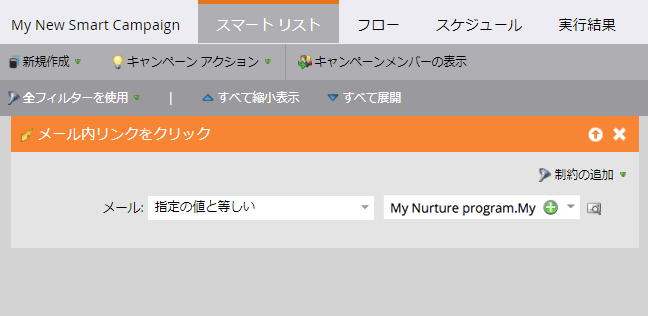 My New Smart Campaign スマート リスト フロー スケジュール 実行結果
新規作成 キャンペーン アクション キャンペーンメンバーの表示
全フィルターを使用 | すべて縮小表示 すべて展開
メール内リンクをクリック
制約の追加
メール: 指定の値と等しい My Nurture program.My